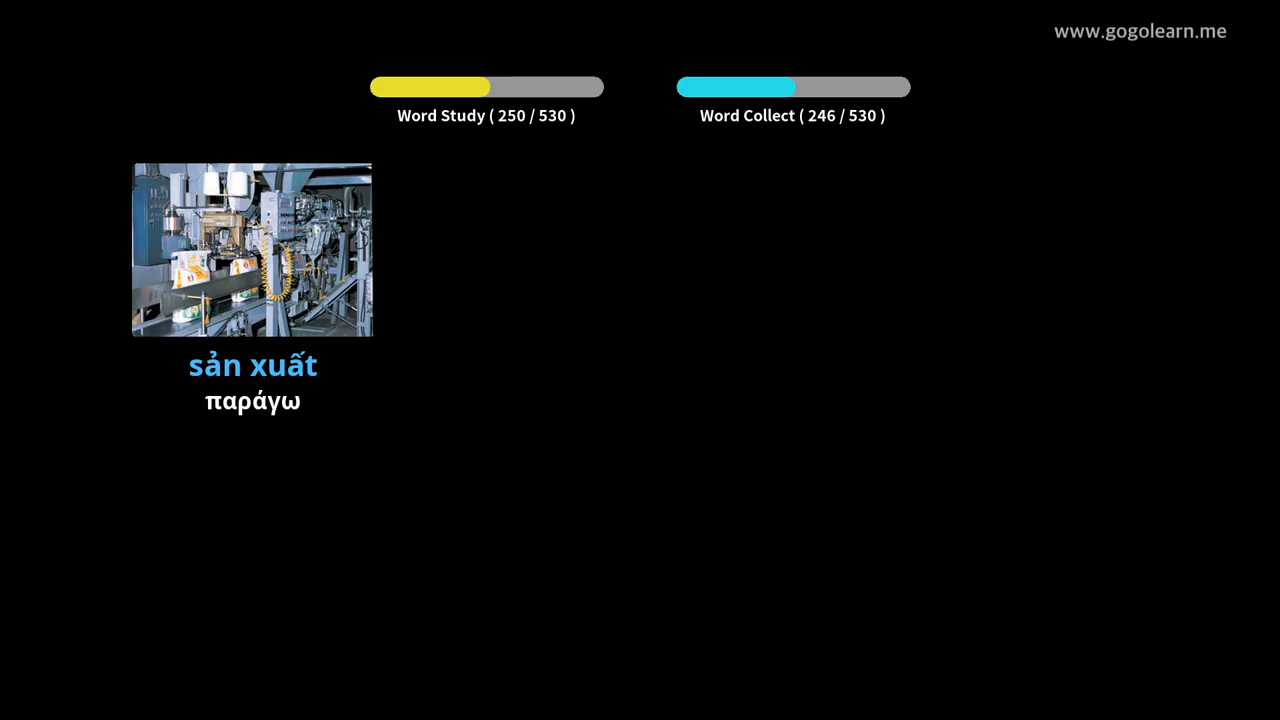 www.gogolearn.me
Word Study ( 250 / 530 )
Word Collect ( 246 / 530 )
sản xuất
παράγω